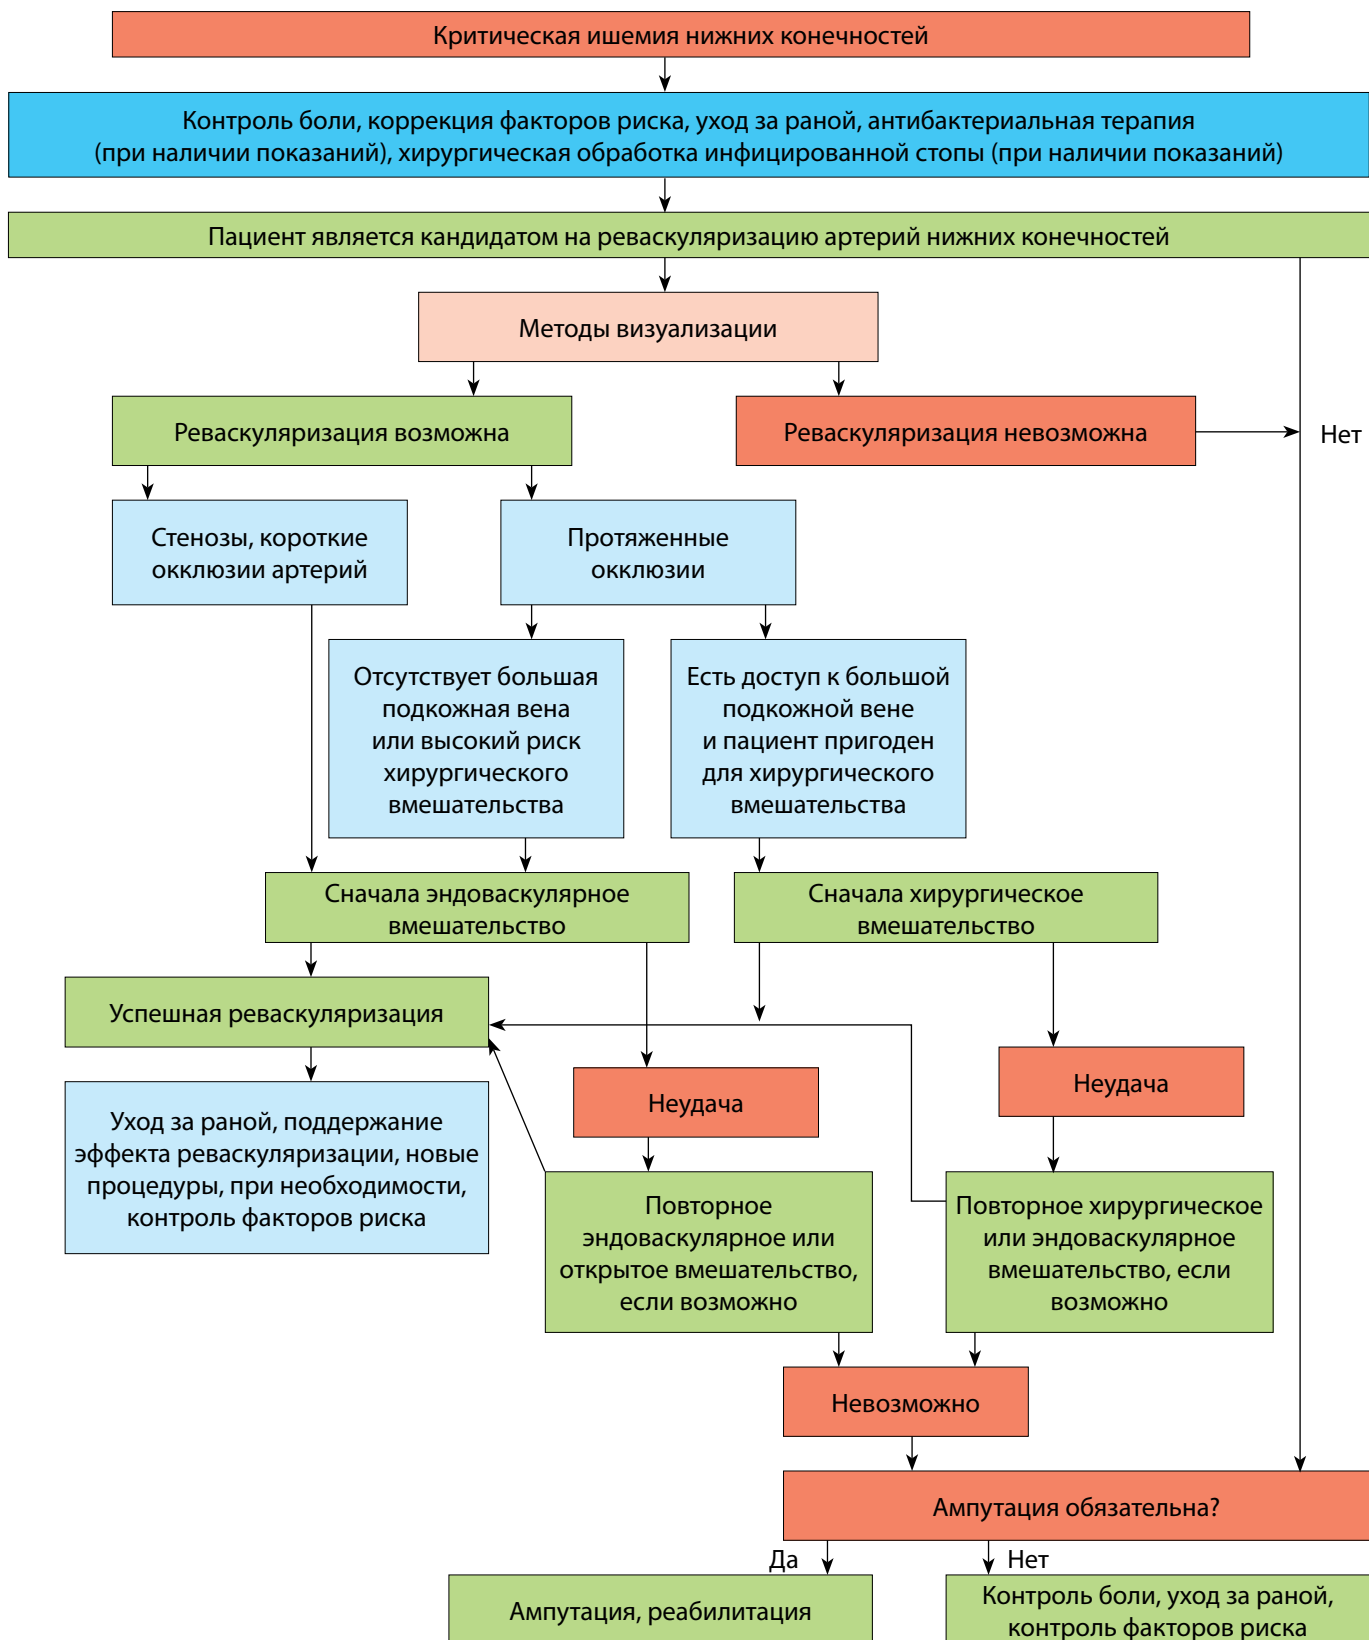 Критическая ишемия нижних конечностей
Контроль боли, коррекция факторов риска, уход за раной, антибактериальная терапия
(при наличии показаний), хирургическая обработка инфицированной стопы (при наличии показаний)
Пациент является кандидатом на реваскуляризацию артерий нижних конечностей
Методы визуализации
Реваскуляризация возможна
Реваскуляризация невозможна
Нет
Стенозы, короткие
окклюзии артерий
Протяженные
окклюзии
Отсутствует большая
подкожная вена
или высокий риск
хирургического
вмешательства
Есть доступ к большой
подкожной вене
и пациент пригоден
для хирургического
вмешательства
Сначала эндоваскулярное
вмешательство
Сначала хирургическое
вмешательство
Успешная реваскуляризация
Неудача
Неудача
Уход за раной, поддержание
эффекта реваскуляризации, новые
процедуры, при необходимости,
контроль факторов риска
Повторное
эндоваскулярное или
открытое вмешательство,
если возможно
Повторное хирургическое
или эндоваскулярное
вмешательство, если
возможно
Невозможно
Ампутация обязательна?
Да
Нет
Ампутация, реабилитация
Контроль боли, уход за раной,
контроль факторов риска